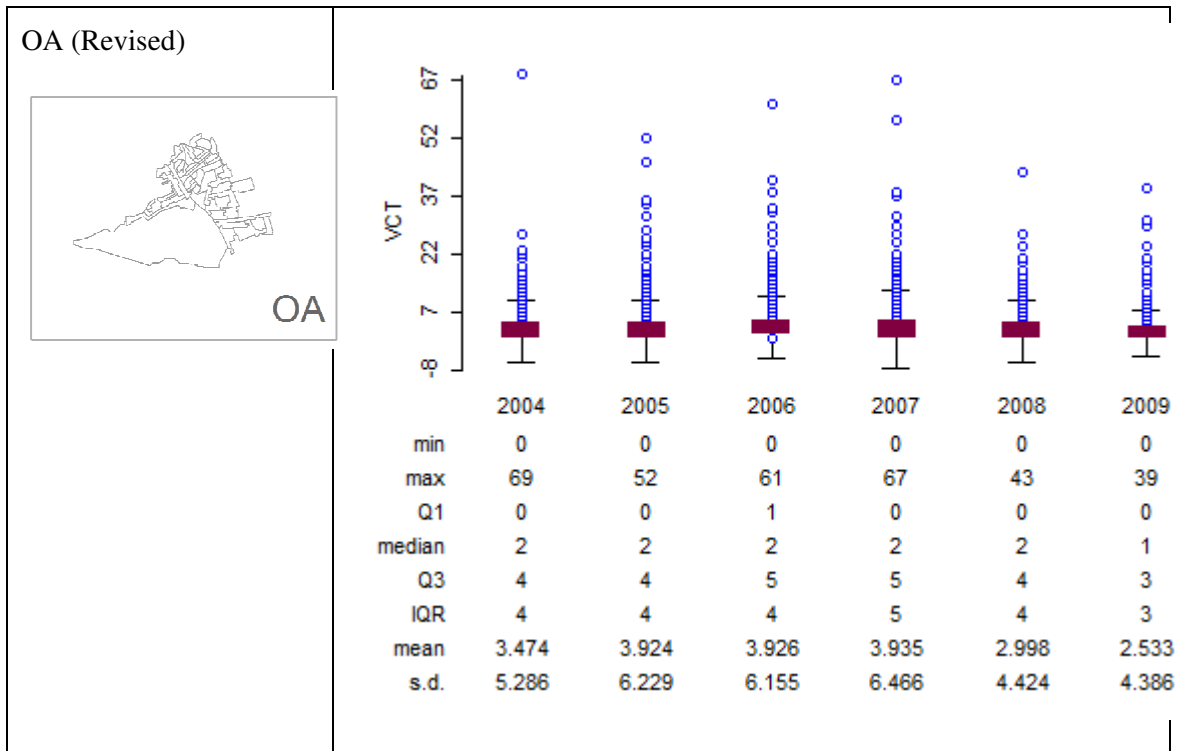 OA (Revised)
OA
VCT
67
52
37
22
7
-8
2004 2005 2006 2007 2008 2009
min 0 0 0 0 0 0
max 69 52 61 67 43 39
Q1 0 0 1 0 0 0
median 2 2 2 2 2 1
Q3 4 4 5 5 4 3
IQR 4 4 4 5 4 3
mean 3.474 3.924 3.926 3.935 2.998 2.533
s.d. 5.286 6.229 6.155 6.466 4.424 4.386